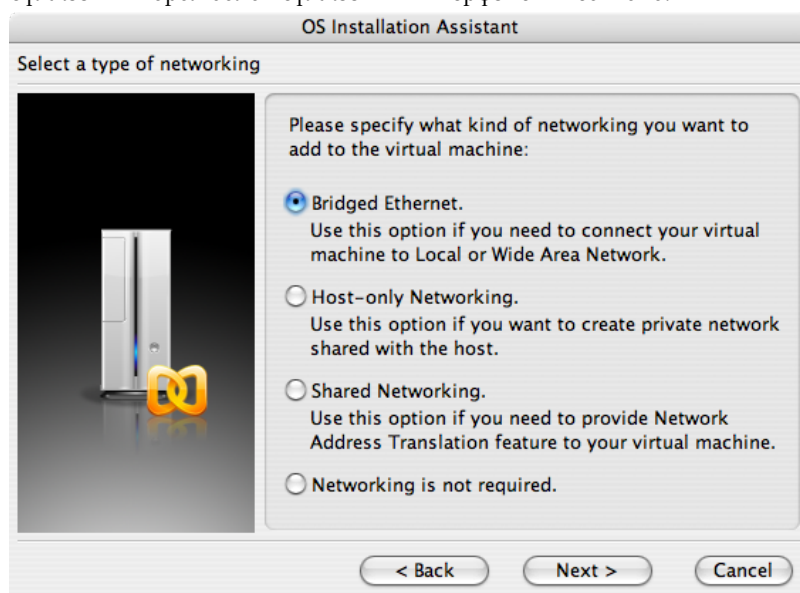 OS Installation Assistant
Select a type of networking
Please specify what kind of networking you want to
add to the virtual machine:
Bridged Ethernet.
Use this option if you need to connect your virtual
machine to Local or Wide Area Network.
Host-only Networking.
Use this option if you want to create private network
shared with the host.
Shared Networking.
Use this option if you need to provide Network
Address Translation feature to your virtual machine.
Networking is not required.
< Back
Next >
Cancel